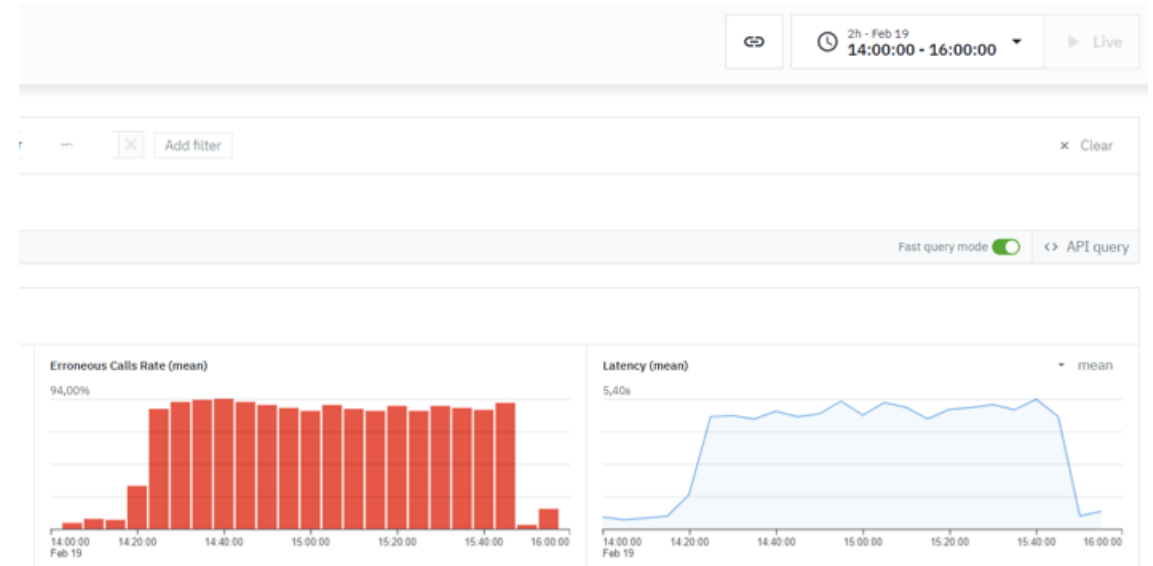 2h - Feb 19
14:00:00 - 16:00:00
Live
r
Add filter
Clear
Fast query mode
<> API query
Erroneous Calls Rate (mean)
94,00%
14:00:00 14:20:00 14:40:00 15:00:00 15:20:00 15:40:00 16:00:00
Feb 19
Latency (mean)
mean
5,40s
14:00:00 14:20:00 14:40:00 15:00:00 15:20:00 15:40:00 16:00:00
Feb 19